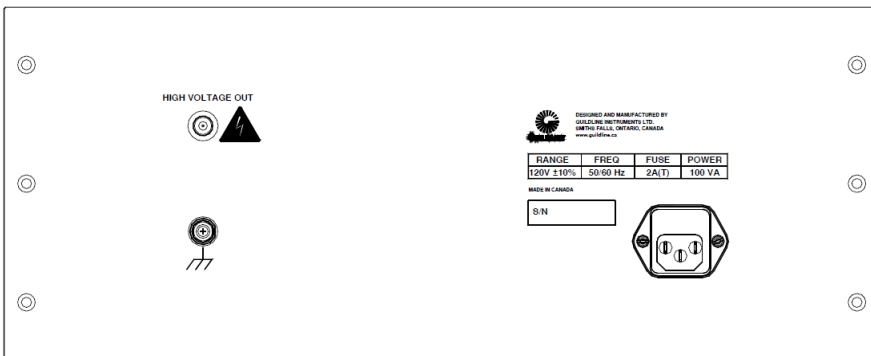 HIGH VOLTAGE OUT
DESIGNED AND MANUFACTURED BY
GUILDLINE INSTRUMENTS LTD.
SMITHS FALLS, ONTARIO, CANADA
www.guildline.ca
RANGE FREQ FUSE POWER
120V ±10% 50/60 Hz 2A(T) 100 VA
MADE IN CANADA
S/N